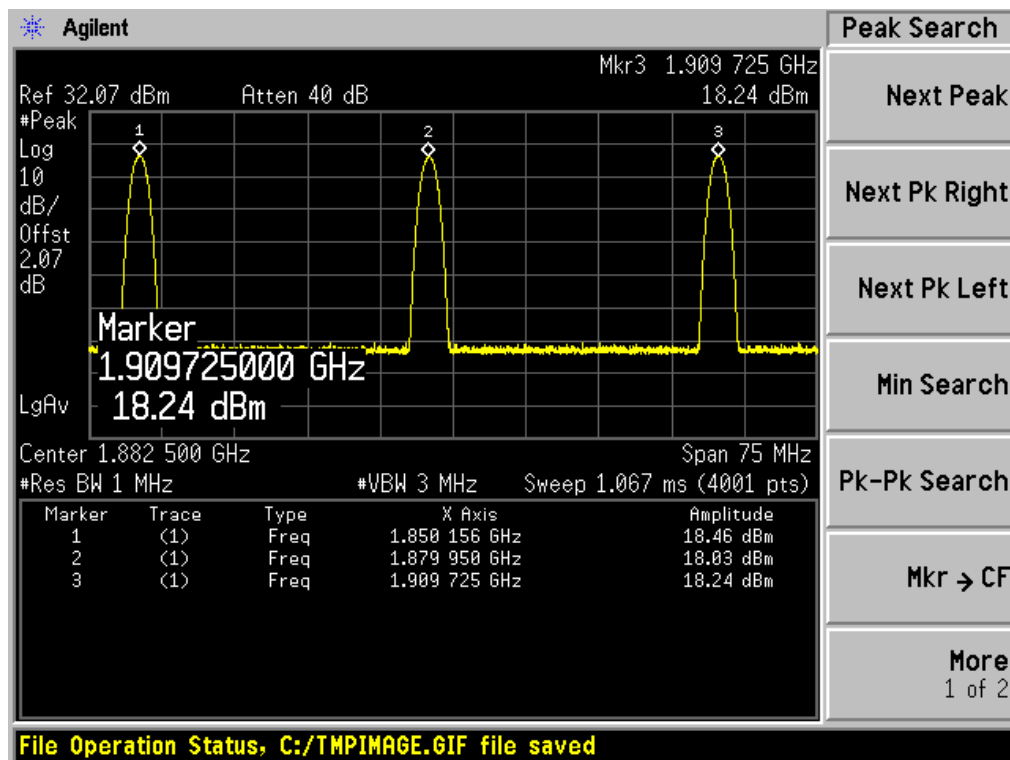 Agilent
Peak Search
Mkr3 1.909 725 GHz
Ref 32.07 dBm Atten 40 dB 18.24 dBm
#Peak
Log
10
dB/
Offst
2.07
dB
1 2 3
Marker
1.909725000 GHz
18.24 dBm
LgAv
Center 1.882 500 GHz Span 75 MHz
#Res BW 1 MHz #VBW 3 MHz Sweep 1.067 ms (4001 pts)
Marker Trace Type X Axis Amplitude
1 (1) Freq 1.850 156 GHz 18.46 dBm
2 (1) Freq 1.879 950 GHz 18.03 dBm
3 (1) Freq 1.909 725 GHz 18.24 dBm
Next Peak
Next Pk Right
Next Pk Left
Min Search
Pk-Pk Search
Mkr → CF
More
1 of 2
File Operation Status, C:/TMPIMAGE.GIF file saved